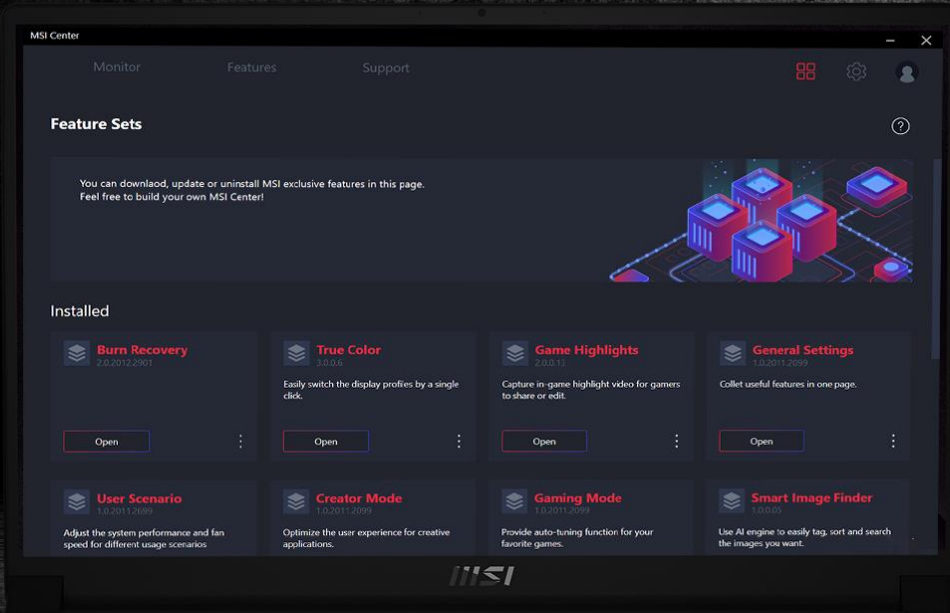 MSI Center
Monitor Features Support
Feature Sets
?
You can downlaod, update or uninstall MSI exclusive features in this page.
Feel free to build your own MSI Center!
Installed
Burn Recovery
2.0.2012.2901
True Color
3.0.0.6
Easily switch the display profiles by a single
click.
Game Highlights
2.0.0.13
Capture in-game highlight video for gamers
to share or edit.
General Settings
1.0.2011.2099
Collet useful features in one page.
Open
Open
Open
Open
User Scenario
1.0.2011.2699
Adjust the system performance and fan
speed for different usage scenarios
Creator Mode
1.0.2011.2099
Optimize the user experience for creative
applications.
Gaming Mode
1.0.2011.2099
Provide auto-tuning function for your
favorite games.
Smart Image Finder
1.0.0.05
Use AI engine to easily tag, sort and search
the images you want.
msi